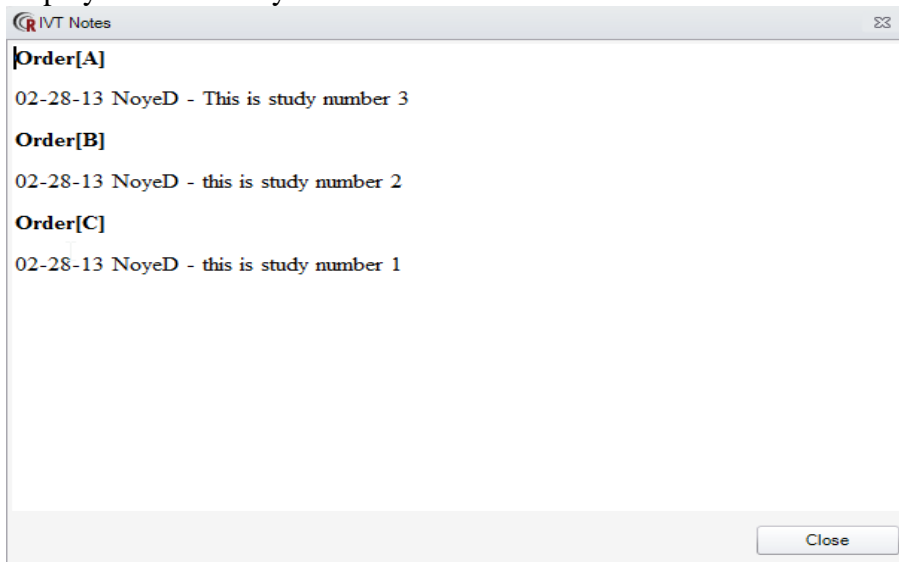 IVT Notes
Order[A]
02-28-13 NoyeD - This is study number 3
Order[B]
02-28-13 NoyeD - this is study number 2
Order[C]
02-28-13 NoyeD - this is study number 1
Close